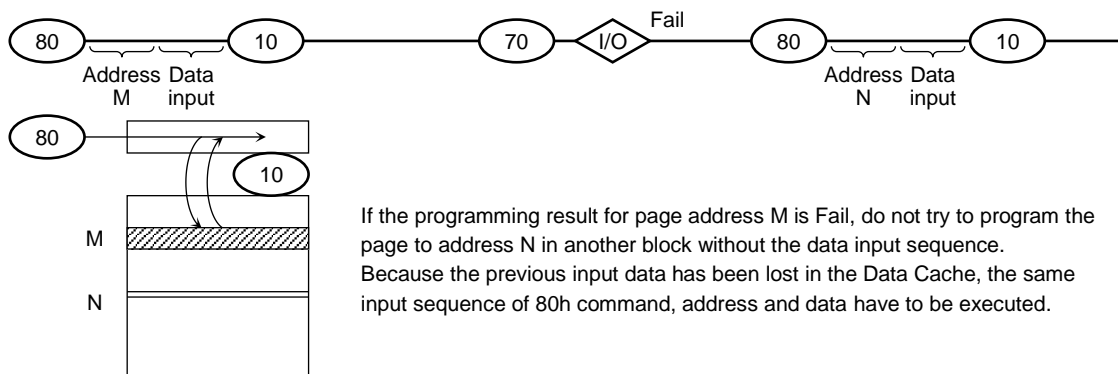 80
10
70
I/O
Fail
80
10
Address M
Data input
Address N
Data input
80
10
M
N
If the programming result for page address M is Fail, do not try to program the
page to address N in another block without the data input sequence.
Because the previous input data has been lost in the Data Cache, the same
input sequence of 80h command, address and data have to be executed.